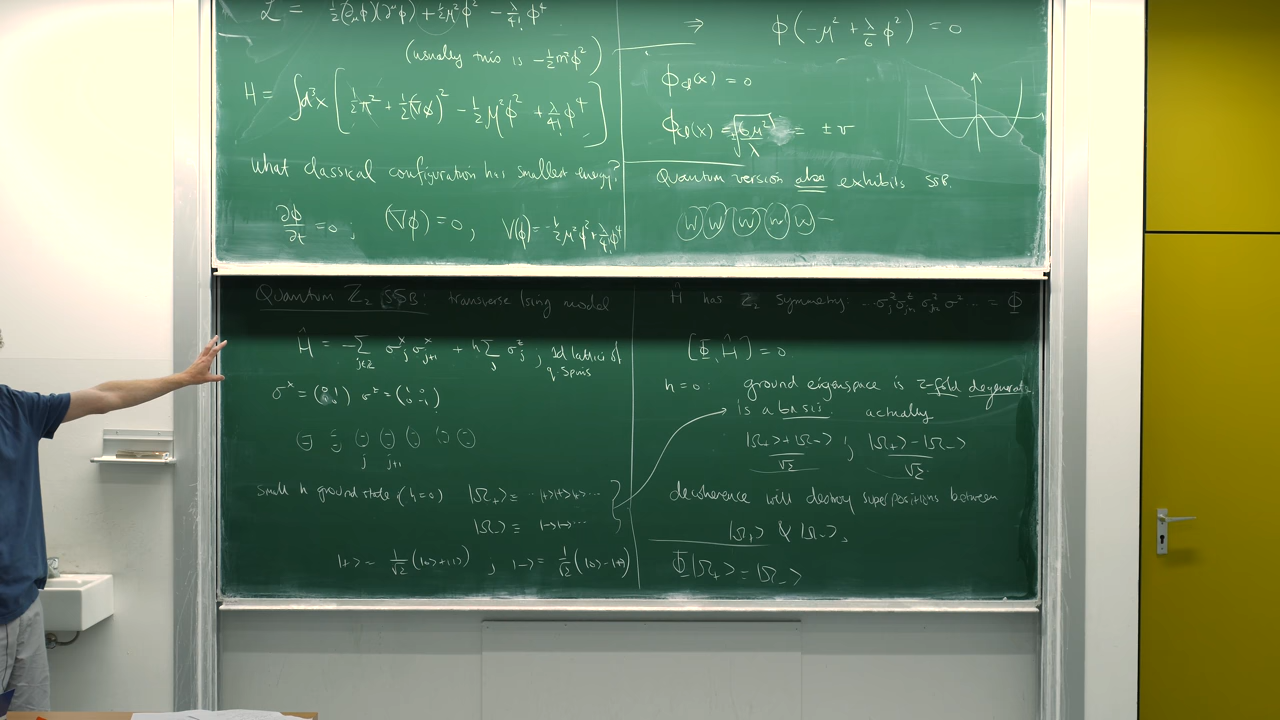 L = ½(∂_μφ)(∂^μφ) + ½μ²φ² − λ/4! φ⁴
(usually this is −½m²φ²)
H = ∫d³x [½π² + ½(∇φ)² − ½μ²φ² + λ/4! φ⁴]
What classical configuration has smallest energy?
∂φ/∂t = 0 ; (∇φ) = 0 , V(φ) = −½μ²φ² + λ/4! φ⁴
⇒ φ(−μ² + λ/6 φ²) = 0
φ_cl(x) = 0
φ_cl(x) = ±√(6μ²/λ) = ±v
Quantum version also exhibits SSB.
Quantum Z₂ SSB: transverse Ising model
Ĥ = −∑_{j∈Z} σ^x_j σ^x_{j+1} + h∑_j σ^z_j ; 1d lattice of
q. spins
σ^x = (0 1; 1 0) σ^z = (1 0; 0 −1)
j j+1
Small h ground state (h=0) |Ω₊> = ··|+>|+>|+>···
|Ω₋> = |−>|−>···
|+> = 1/√2 (|0>+|1>) , |−> = 1/√2 (|0>−|1>)
Ĥ has Z₂ symmetry: ...σ^z_j σ^z_{j+1} σ^z_{j+2} σ^z... = Φ
[Φ, Ĥ] = 0
h=0: ground eigenspace is 2-fold degenerate
is a basis. actually
|Ω₊>+|Ω₋>/√2 ; |Ω₊>−|Ω₋>/√2
decoherence will destroy superpositions between
|Ω₊> & |Ω₋>.
Φ|Ω₊> = |Ω₋>